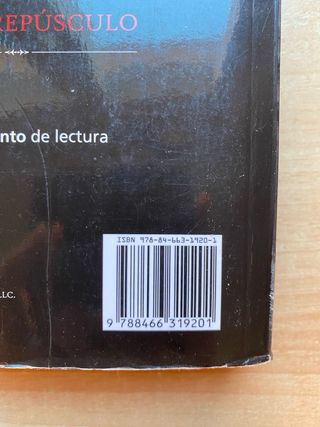 REPÚSCULO
nto de lectura
ISBN 978-84-663-1920-1
LLC.
9 788466 319201